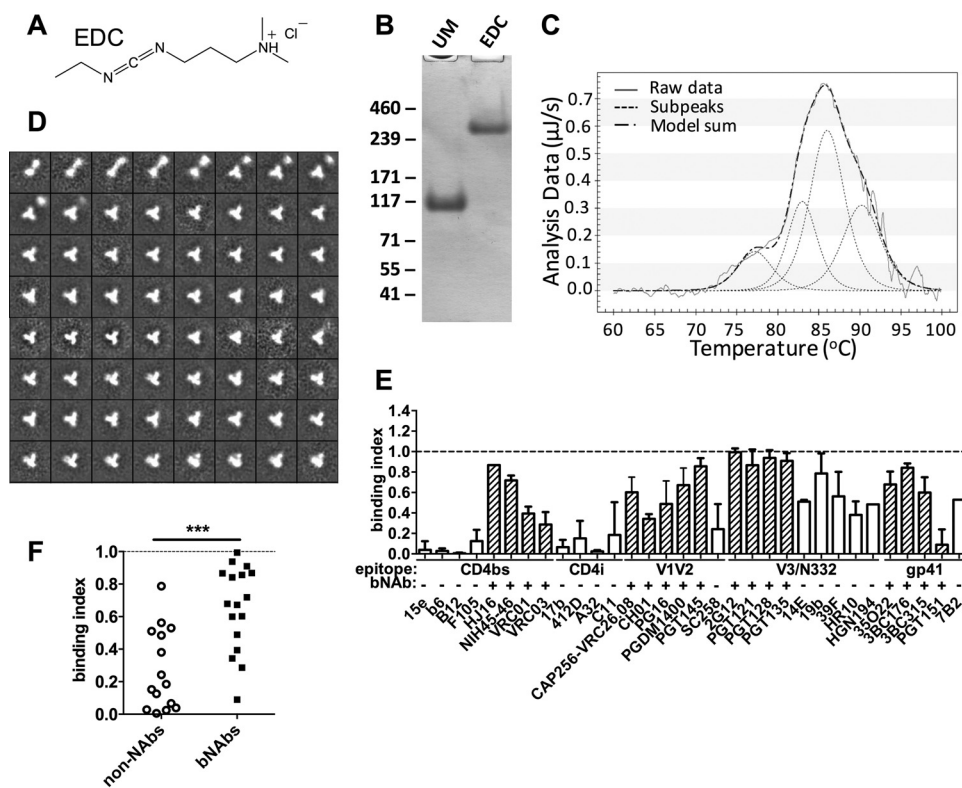 A
EDC
N
C
N
NH
+
Cl
−
B
UM
EDC
460
239
171
117
71
55
41
C
Raw data
Subpeaks
Model sum
Analysis Data (µJ/s)
0.7
0.6
0.5
0.4
0.3
0.2
0.1
0.0
60 65 70 75 80 85 90 95 100
Temperature (°C)
D
E
binding index
1.4
1.2
1.0
0.8
0.6
0.4
0.2
0.0
epitope: CD4bs CD4i V1V2 V3/N332 gp41
bNAb: - - - - + + + + - - - - + + + + + - + + + + - - - - - + + + + -
15e
b6
B12
F105
HJ16
NIH45-46
VRC01
VRC03
17b
412D
A32
C11
CAP256-VRC26.08
CH01
PG16
PGDM1400
PGT145
SC258
2G12
PGT121
PGT128
PGT135
14E
19b
39F
HR10
HGN194
35O22
3BC176
3BC315
PGT151
7B2
F
***
binding index
1.0
0.8
0.6
0.4
0.2
0.0
non-NAbs
bNAbs